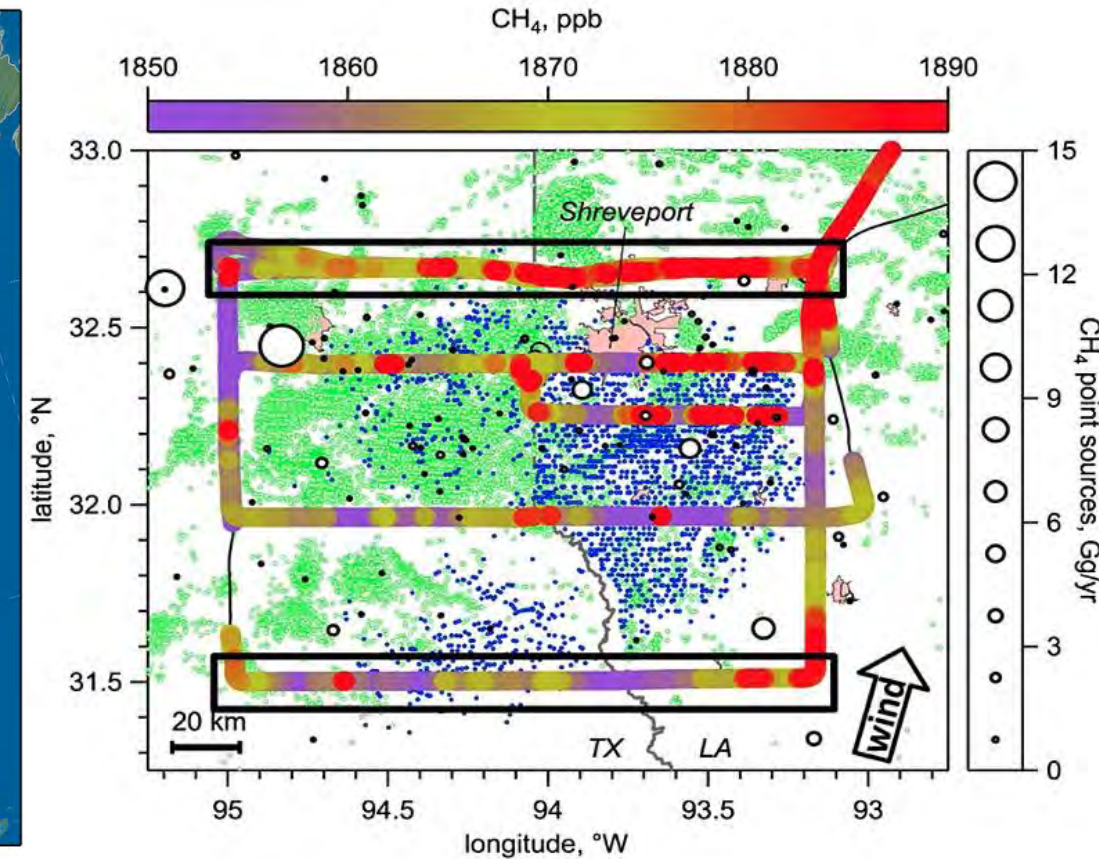 CH₄, ppb
1850 1860 1870 1880 1890
33.0
32.5
32.0
31.5
latitude, °N
Shreveport
20 km
TX LA
wind
95 94.5 94 93.5 93
longitude, °W
15
12
9
6
3
0
CH₄ point sources, Gg/yr